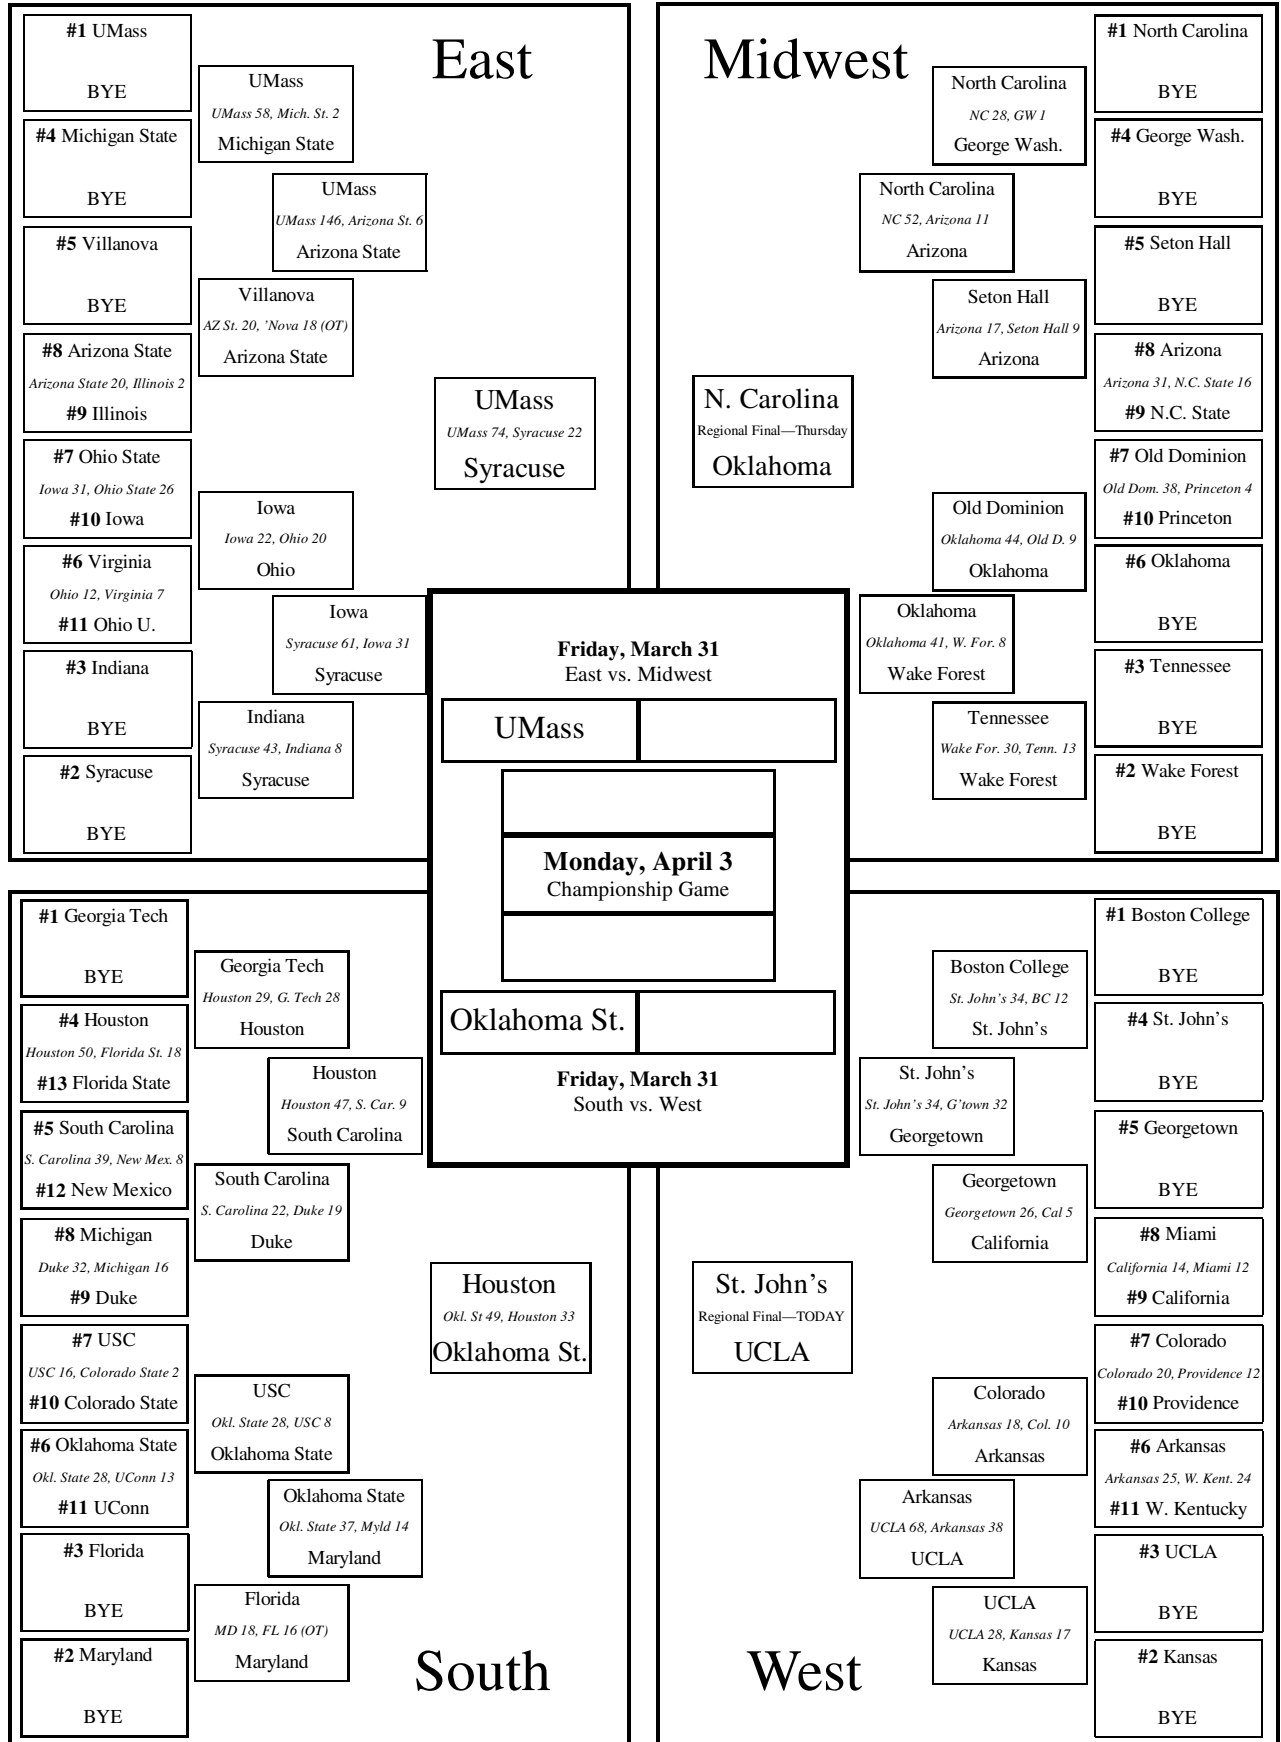 East
#1 UMass
BYE
#4 Michigan State
BYE
#5 Villanova
BYE
#8 Arizona State
Arizona State 20, Illinois 2
#9 Illinois
#7 Ohio State
Iowa 31, Ohio State 26
#10 Iowa
#6 Virginia
Ohio 12, Virginia 7
#11 Ohio U.
#3 Indiana
BYE
#2 Syracuse
BYE
UMass
UMass 58, Mich. St. 2
Michigan State
Villanova
AZ St. 20, ’Nova 18 (OT)
Arizona State
Iowa
Iowa 22, Ohio 20
Ohio
Indiana
Syracuse 43, Indiana 8
Syracuse
UMass
UMass 146, Arizona St. 6
Arizona State
Iowa
Syracuse 61, Iowa 31
Syracuse
UMass
UMass 74, Syracuse 22
Syracuse
Midwest
#1 North Carolina
BYE
#4 George Wash.
BYE
#5 Seton Hall
BYE
#8 Arizona
Arizona 31, N.C. State 16
#9 N.C. State
#7 Old Dominion
Old Dom. 38, Princeton 4
#10 Princeton
#6 Oklahoma
BYE
#3 Tennessee
BYE
#2 Wake Forest
BYE
North Carolina
NC 28, GW 1
George Wash.
Seton Hall
Arizona 17, Seton Hall 9
Arizona
Old Dominion
Oklahoma 44, Old D. 9
Oklahoma
Tennessee
Wake For. 30, Tenn. 13
Wake Forest
North Carolina
NC 52, Arizona 11
Arizona
Oklahoma
Oklahoma 41, W. For. 8
Wake Forest
N. Carolina
Regional Final—Thursday
Oklahoma
Friday, March 31
East vs. Midwest
UMass
Monday, April 3
Championship Game
Oklahoma St.
Friday, March 31
South vs. West
#1 Georgia Tech
BYE
#4 Houston
Houston 50, Florida St. 18
#13 Florida State
#5 South Carolina
S. Carolina 39, New Mex. 8
#12 New Mexico
#8 Michigan
Duke 32, Michigan 16
#9 Duke
#7 USC
USC 16, Colorado State 2
#10 Colorado State
#6 Oklahoma State
Okl. State 28, UConn 13
#11 UConn
#3 Florida
BYE
#2 Maryland
BYE
Georgia Tech
Houston 29, G. Tech 28
Houston
South Carolina
S. Carolina 22, Duke 19
Duke
USC
Okl. State 28, USC 8
Oklahoma State
Florida
MD 18, FL 16 (OT)
Maryland
Houston
Houston 47, S. Car. 9
South Carolina
Oklahoma State
Okl. State 37, Myld 14
Maryland
Houston
Okl. St 49, Houston 33
Oklahoma St.
South
#1 Boston College
BYE
#4 St. John’s
BYE
#5 Georgetown
BYE
#8 Miami
California 14, Miami 12
#9 California
#7 Colorado
Colorado 20, Providence 12
#10 Providence
#6 Arkansas
Arkansas 25, W. Kent. 24
#11 W. Kentucky
#3 UCLA
BYE
#2 Kansas
BYE
Boston College
St. John’s 34, BC 12
St. John’s
Georgetown
Georgetown 26, Cal 5
California
Colorado
Arkansas 18, Col. 10
Arkansas
UCLA
UCLA 28, Kansas 17
Kansas
St. John’s
St. John’s 34, G’town 32
Georgetown
Arkansas
UCLA 68, Arkansas 38
UCLA
St. John’s
Regional Final—TODAY
UCLA
West